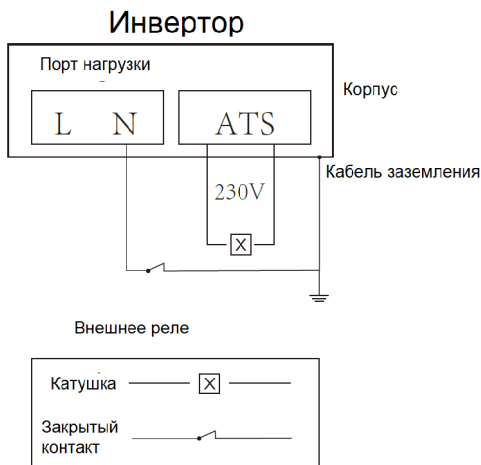 Инвертор
Порт нагрузки
Корпус
L N
ATS
Кабель заземления
230V
X
Внешнее реле
Катушка
X
Закрытый
контакт